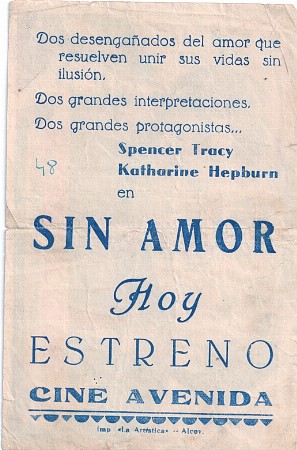 Dos desengañados del amor que
resuelven unir sus vidas sin
ilusión.
Dos grandes interpretaciones.
Dos grandes protagonistas...
Spencer Tracy
48
Katharine Hepburn
en
SIN AMOR
Hoy
ESTRENO
CINE AVENIDA
Imp «La Artística» -- Alcoy.